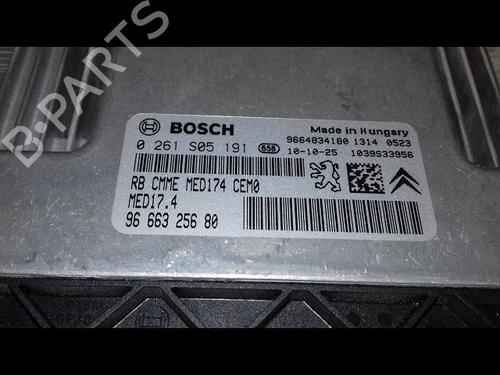 BOSCH
0 261 S05 191 656
Made in Hungary
9664834180 1314 0523
10-10-25 1039S33956
RB CMME MED174 CEM0
MED17.4
96 663 256 80
B-PARTS